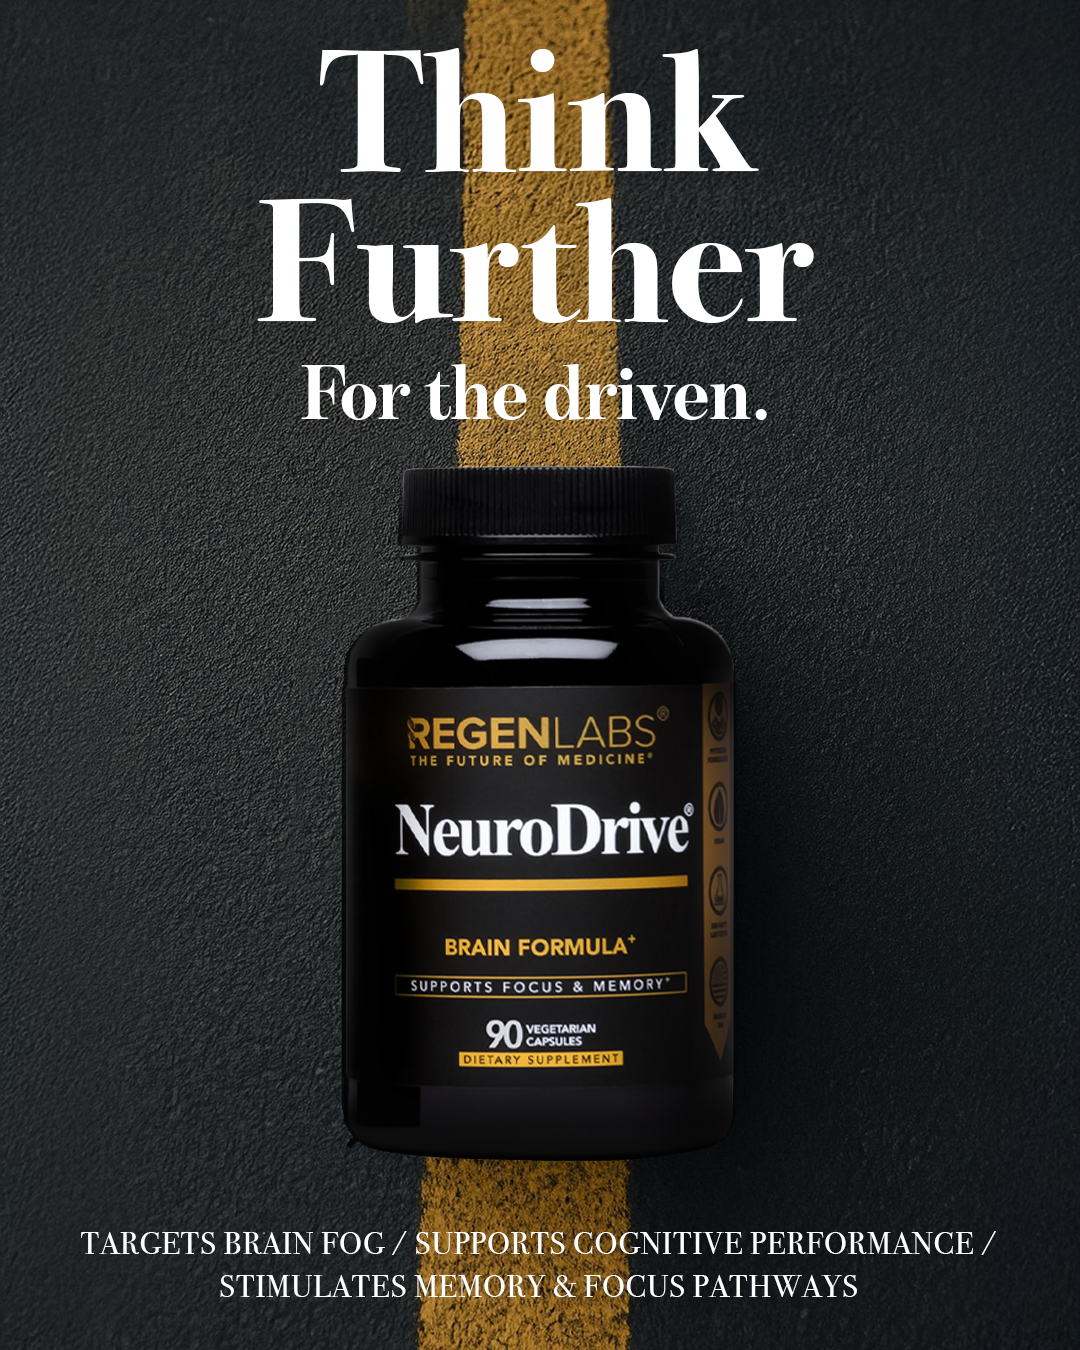 Think
Further
For the driven.
REGENLABS®
THE FUTURE OF MEDICINE®
NeuroDrive®
BRAIN FORMULA+
SUPPORTS FOCUS & MEMORY+
90 VEGETARIAN
CAPSULES
DIETARY SUPPLEMENT
TARGETS BRAIN FOG / SUPPORTS COGNITIVE PERFORMANCE /
STIMULATES MEMORY & FOCUS PATHWAYS